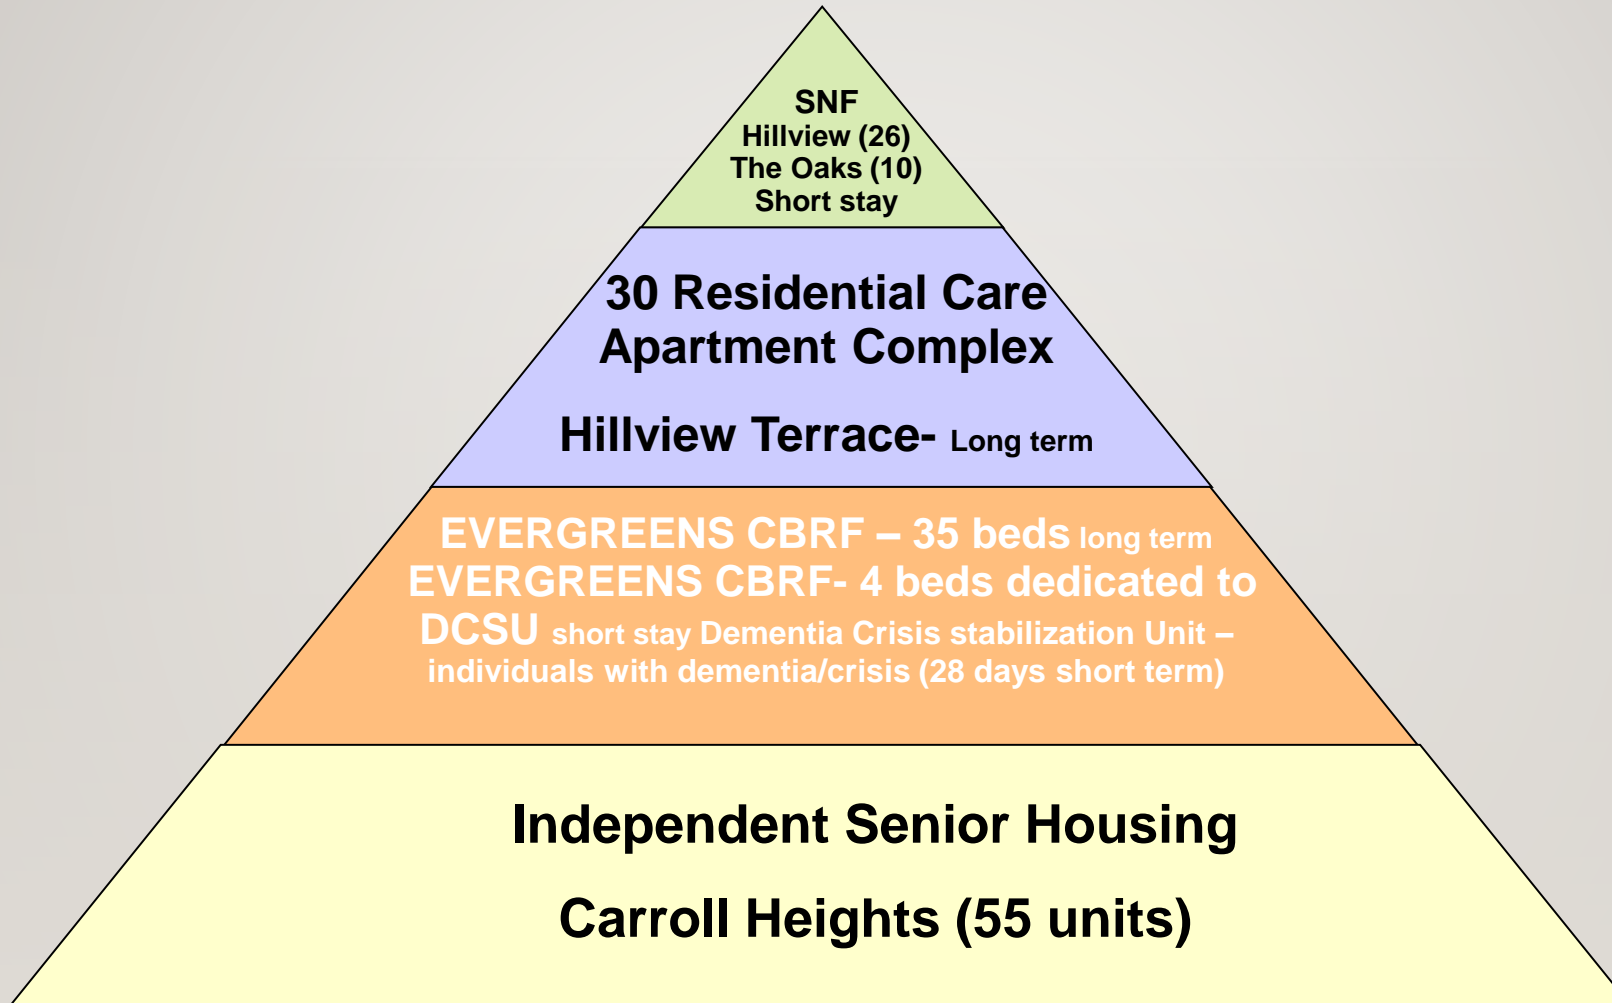 SNF
Hillview (26)
The Oaks (10)
Short stay
30 Residential Care
Apartment Complex
Hillview Terrace- Long term
EVERGREENS CBRF – 35 beds long term
EVERGREENS CBRF- 4 beds dedicated to
DCSU short stay Dementia Crisis stabilization Unit –
individuals with dementia/crisis (28 days short term)
Independent Senior Housing
Carroll Heights (55 units)